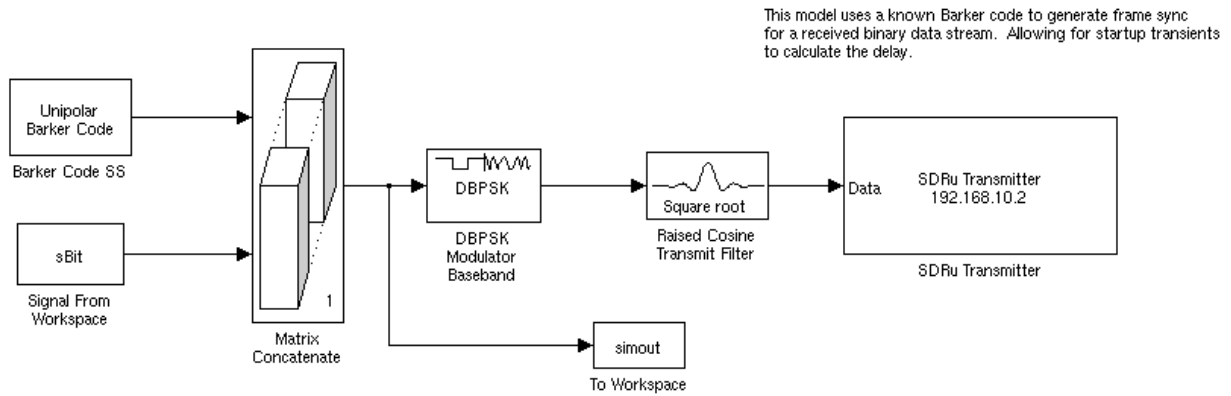 This model uses a known Barker code to generate frame sync
for a received binary data stream.  Allowing for startup transients
to calculate the delay.
Unipolar
Barker Code
Barker Code SS
sBit
Signal From
Workspace
1
Matrix
Concatenate
DBPSK
DBPSK
Modulator
Baseband
Square root
Raised Cosine
Transmit Filter
Data
SDRu Transmitter
192.168.10.2
SDRu Transmitter
simout
To Workspace